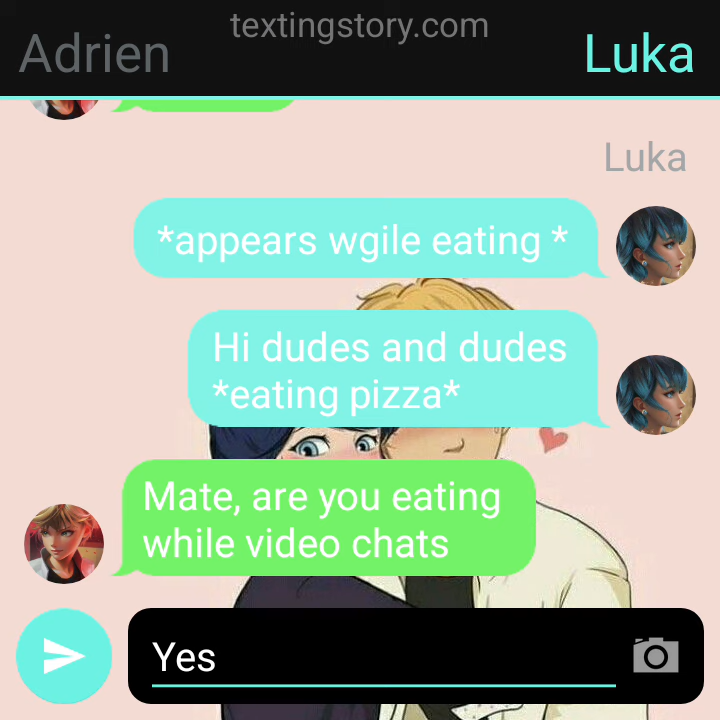 textingstory.com
Adrien
Luka
Luka
*appears wgile eating *
Hi dudes and dudes
*eating pizza*
Mate, are you eating
while video chats
Yes